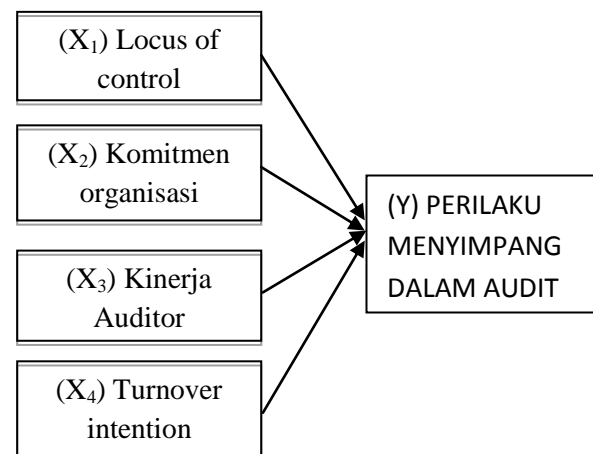 (X₁) Locus of
control
(X₂) Komitmen
organisasi
(X₃) Kinerja
Auditor
(X₄) Turnover
intention
(Y) PERILAKU
MENYIMPANG
DALAM AUDIT